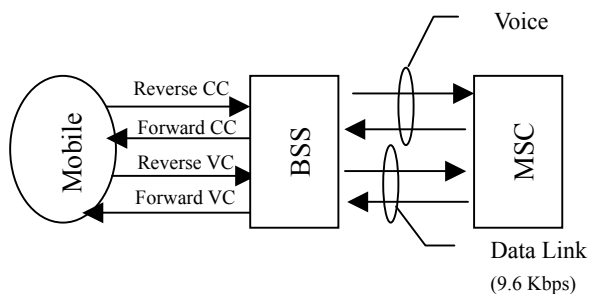 Voice
Reverse CC
Forward CC
Reverse VC
Forward VC
Mobile
BSS
MSC
Data Link
(9.6 Kbps)